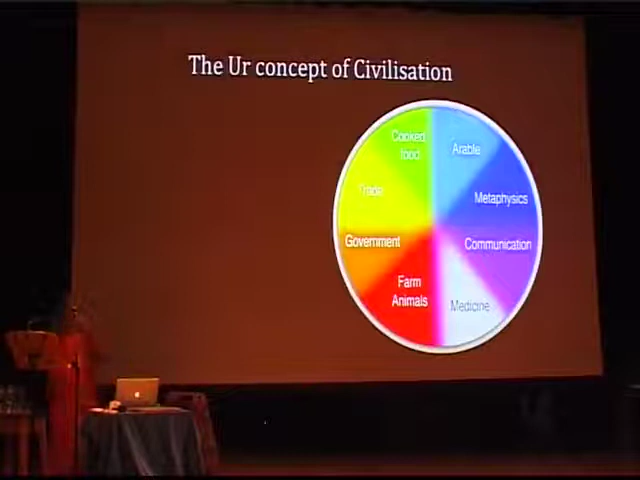 The Ur concept of Civilisation
Cooked
food
Arable
Trade
Metaphysics
Government
Communication
Farm
Animals
Medicine